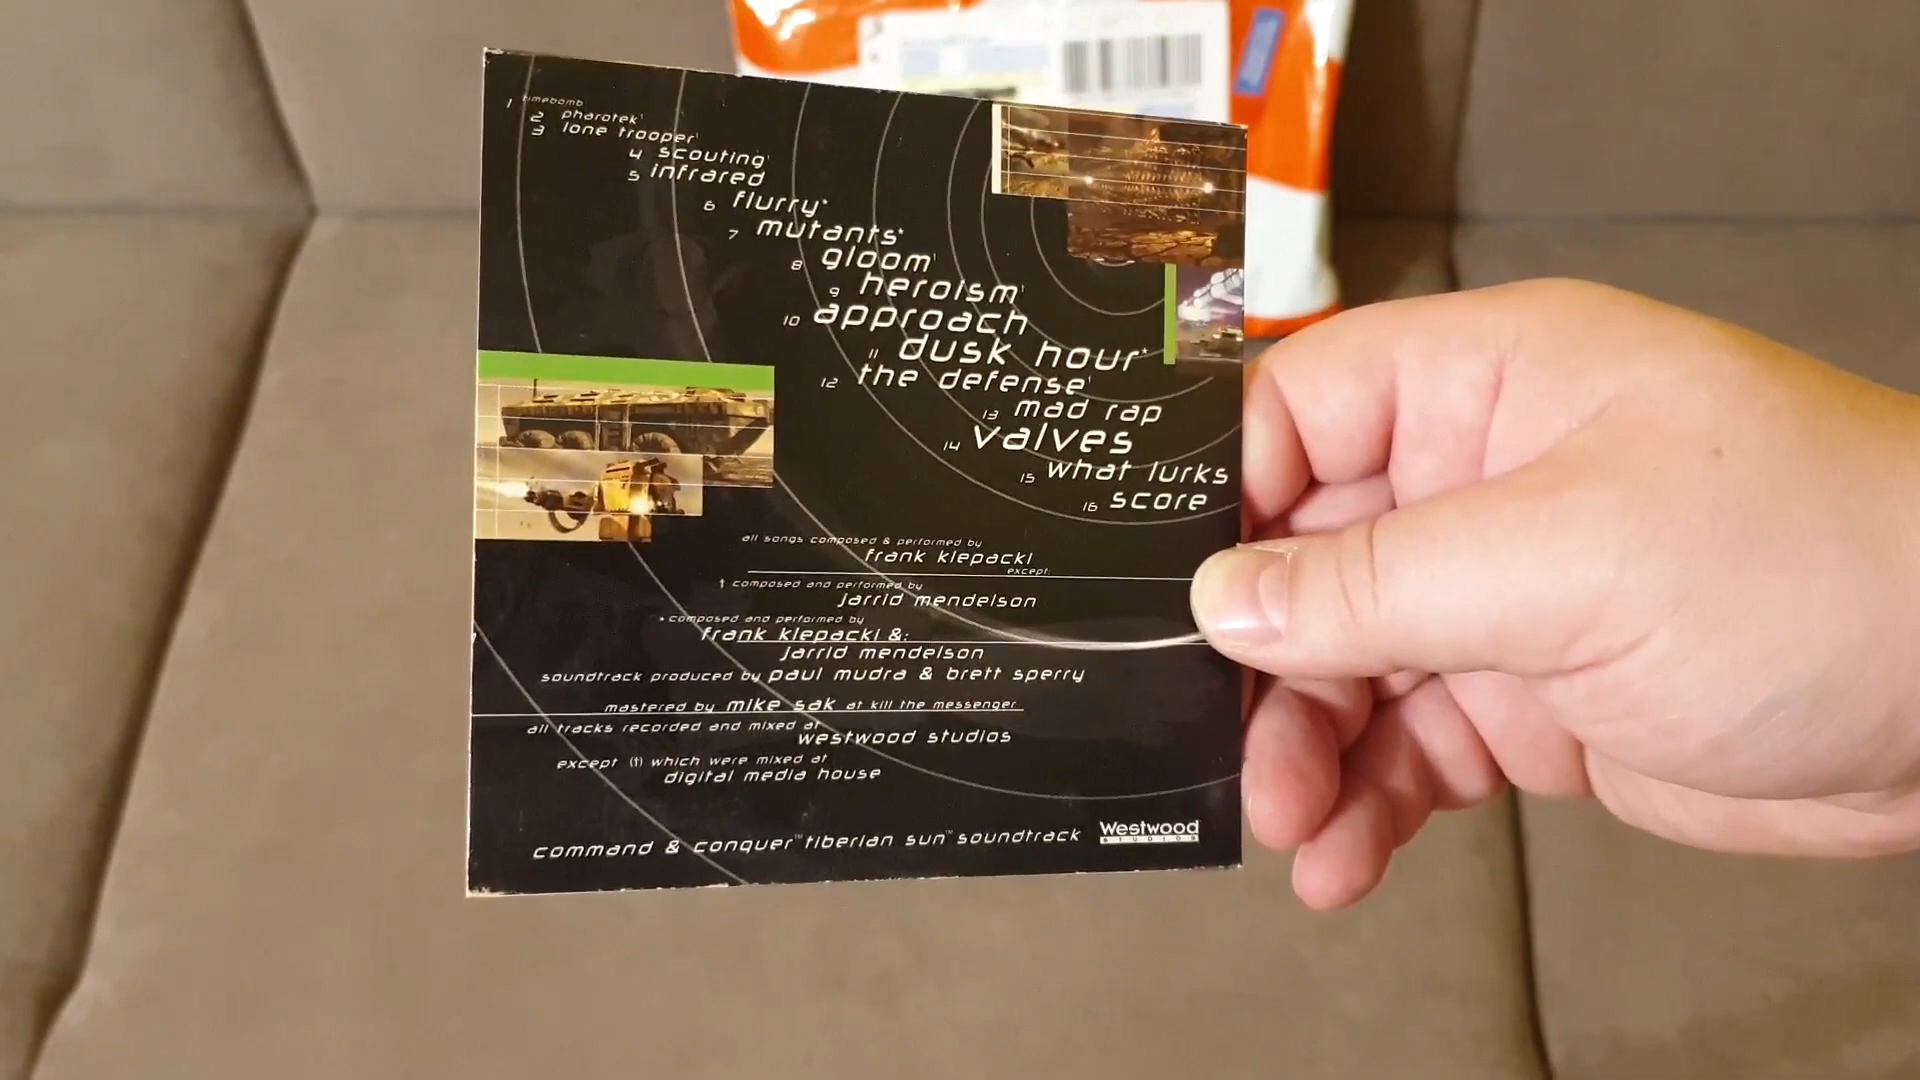 1 timebomb
2 pharotek†
3 lone trooper†
4 scouting†
5 infrared
6 flurry*
7 mutants*
8 gloom†
9 heroism†
10 approach
11 dusk hour*
12 the defense†
13 mad rap
14 valves
15 what lurks
16 score
all songs composed & performed by
frank klepacki
except:
† composed and performed by
jarrid mendelson
* composed and performed by
frank klepacki &:
jarrid mendelson
soundtrack produced by paul mudra & brett sperry
mastered by mike sak at kill the messenger
all tracks recorded and mixed at
westwood studios
except (†) which were mixed at
digital media house
command & conquer™ tiberian sun™ soundtrack
Westwood
STUDIOS